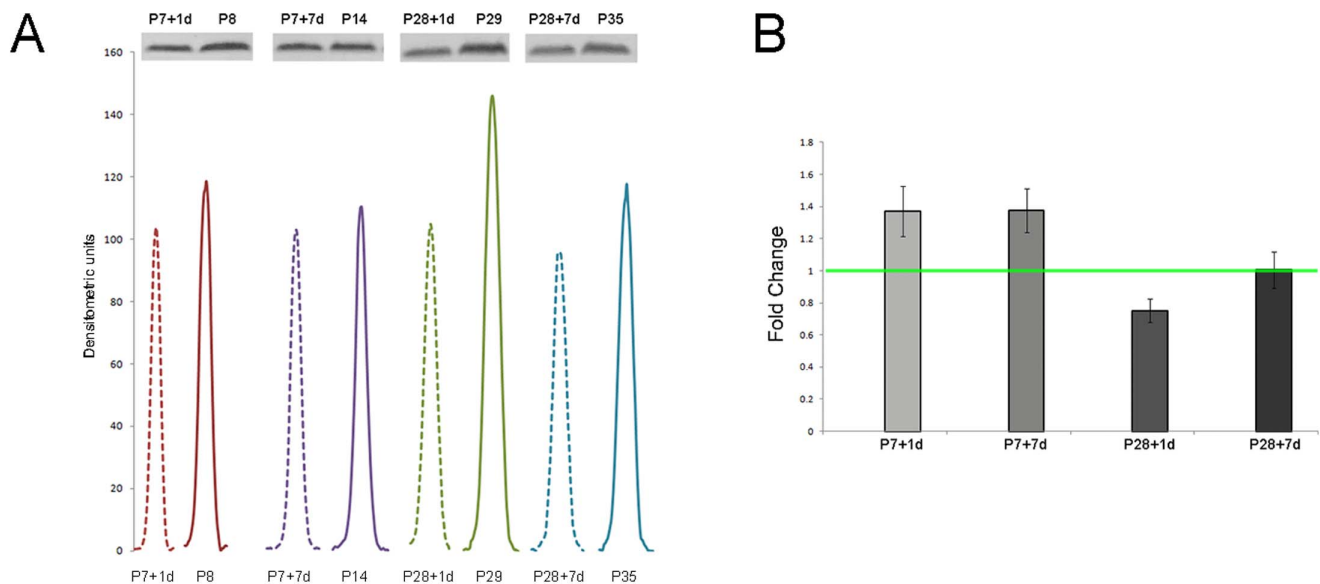 A
P7+1d P8 P7+7d P14 P28+1d P29 P28+7d P35
160
140
120
100
80
60
40
20
0
Densitometric units
P7+1d P8 P7+7d P14 P28+1d P29 P28+7d P35
B
1.8
1.6
1.4
1.2
1
0.8
0.6
0.4
0.2
0
Fold Change
P7+1d P7+7d P28+1d P28+7d